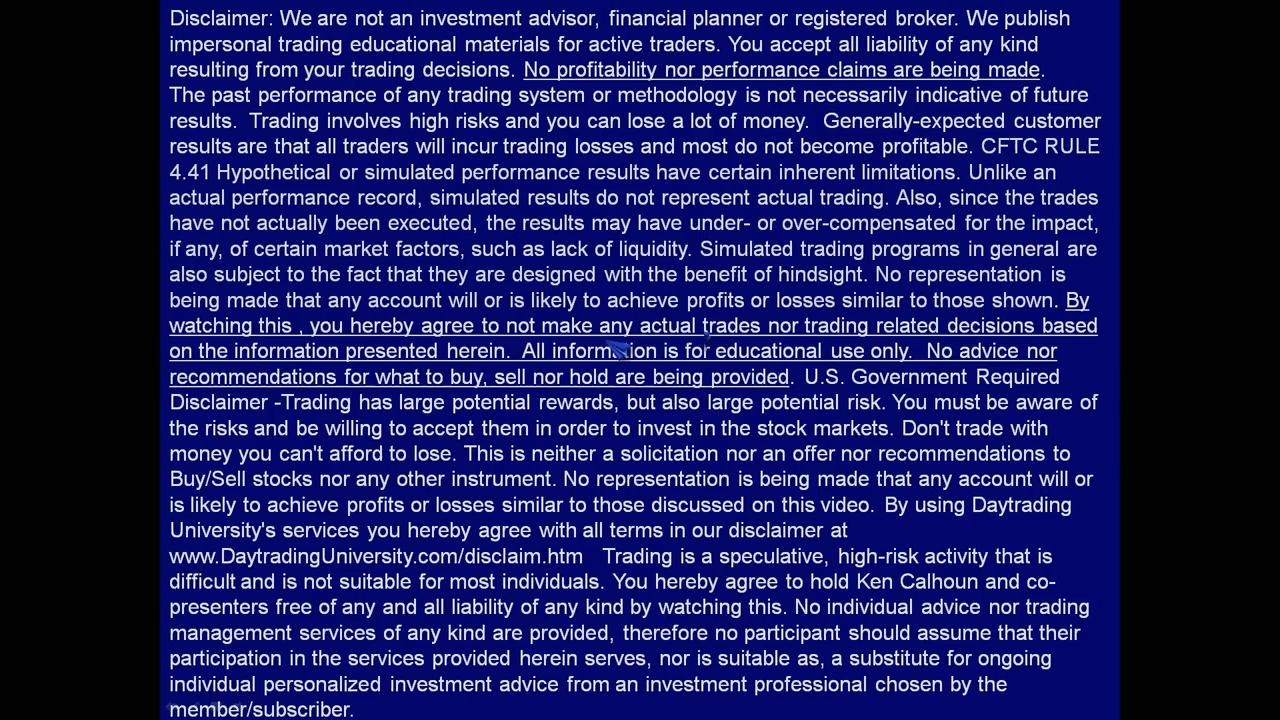 Disclaimer: We are not an investment advisor, financial planner or registered broker. We publish
impersonal trading educational materials for active traders. You accept all liability of any kind
resulting from your trading decisions. No profitability nor performance claims are being made.
The past performance of any trading system or methodology is not necessarily indicative of future
results.  Trading involves high risks and you can lose a lot of money.  Generally-expected customer
results are that all traders will incur trading losses and most do not become profitable. CFTC RULE
4.41 Hypothetical or simulated performance results have certain inherent limitations. Unlike an
actual performance record, simulated results do not represent actual trading. Also, since the trades
have not actually been executed, the results may have under- or over-compensated for the impact,
if any, of certain market factors, such as lack of liquidity. Simulated trading programs in general are
also subject to the fact that they are designed with the benefit of hindsight. No representation is
being made that any account will or is likely to achieve profits or losses similar to those shown. By
watching this , you hereby agree to not make any actual trades nor trading related decisions based
on the information presented herein.  All information is for educational use only.  No advice nor
recommendations for what to buy, sell nor hold are being provided. U.S. Government Required
Disclaimer -Trading has large potential rewards, but also large potential risk. You must be aware of
the risks and be willing to accept them in order to invest in the stock markets. Don't trade with
money you can't afford to lose. This is neither a solicitation nor an offer nor recommendations to
Buy/Sell stocks nor any other instrument. No representation is being made that any account will or
is likely to achieve profits or losses similar to those discussed on this video. By using Daytrading
University's services you hereby agree with all terms in our disclaimer at
www.DaytradingUniversity.com/disclaim.htm   Trading is a speculative, high-risk activity that is
difficult and is not suitable for most individuals. You hereby agree to hold Ken Calhoun and co-
presenters free of any and all liability of any kind by watching this. No individual advice nor trading
management services of any kind are provided, therefore no participant should assume that their
participation in the services provided herein serves, nor is suitable as, a substitute for ongoing
individual personalized investment advice from an investment professional chosen by the
member/subscriber.